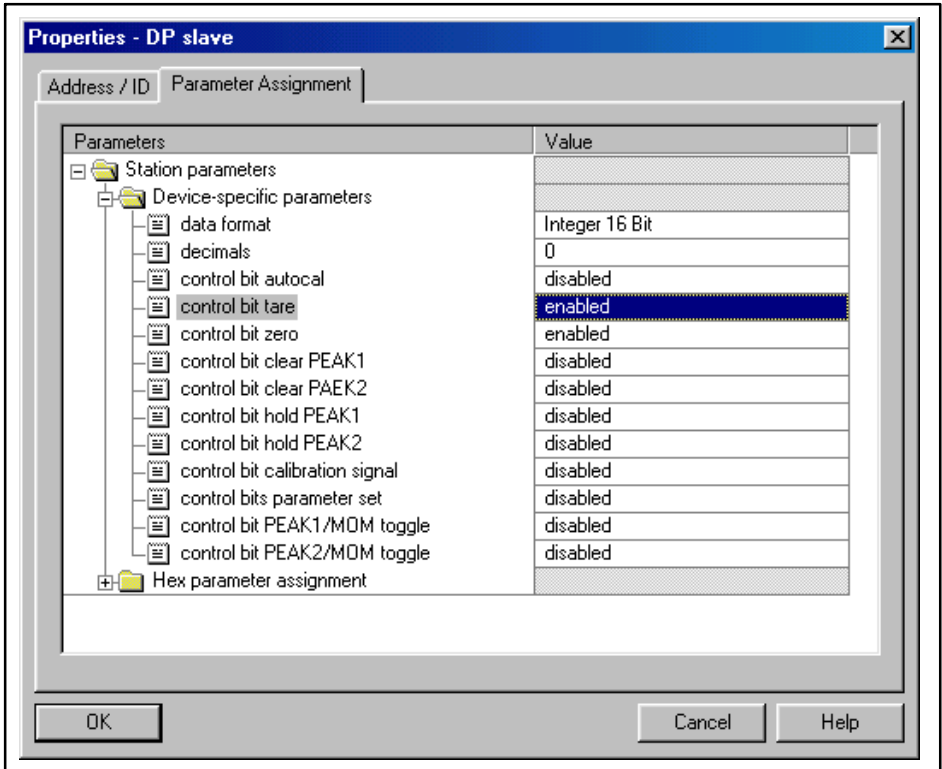 Properties - DP slave
Address / ID Parameter Assignment
Parameters Value
Station parameters
Device-specific parameters
data format Integer 16 Bit
decimals 0
control bit autocal disabled
control bit tare enabled
control bit zero enabled
control bit clear PEAK1 disabled
control bit clear PAEK2 disabled
control bit hold PEAK1 disabled
control bit hold PEAK2 disabled
control bit calibration signal disabled
control bits parameter set disabled
control bit PEAK1/MOM toggle disabled
control bit PEAK2/MOM toggle disabled
Hex parameter assignment
OK Cancel Help